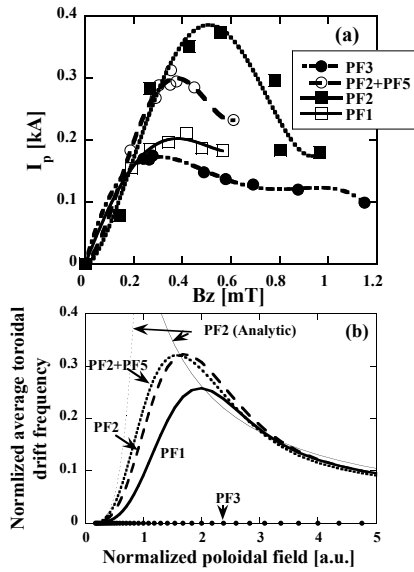 (a)
0.4
0.3
0.2
0.1
0
I_p [kA]
PF3
PF2+PF5
PF2
PF1
0 0.2 0.4 0.6 0.8 1 1.2
Bz [mT]
0.4
0.3
0.2
0.1
0
Normlized average toroidal
drift frequency
(b)
PF2 (Analytic)
PF2+PF5
PF2
PF1
PF3
0 1 2 3 4 5
Normalized poloidal field [a.u.]